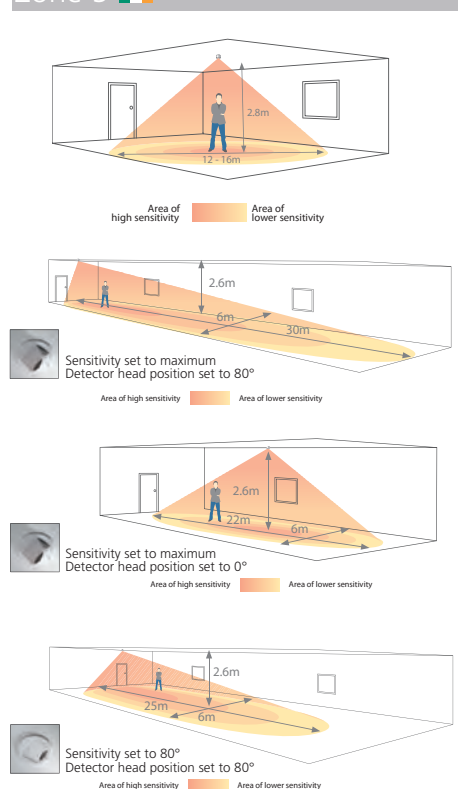 2.8m
12 - 16m
Area of
high sensitivity
Area of
lower sensitivity
2.6m
6m
30m
Sensitivity set to maximum
Detector head position set to 80°
Area of high sensitivity
Area of lower sensitivity
2.6m
22m
6m
Sensitivity set to maximum
Detector head position set to 0°
Area of high sensitivity
Area of lower sensitivity
2.6m
25m
6m
Sensitivity set to 80°
Detector head position set to 80°
Area of high sensitivity
Area of lower sensitivity